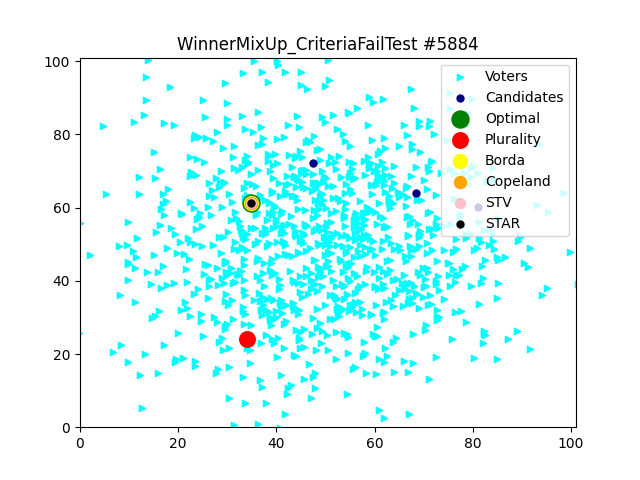 WinnerMixUp_CriteriaFailTest #5884
100
80
60
40
20
0
0
20
40
60
80
100
Voters
Candidates
Optimal
Plurality
Borda
Copeland
STV
STAR